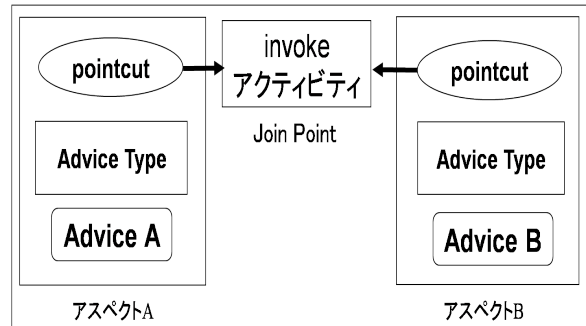 pointcut
invoke
アクティビティ
pointcut
Join Point
Advice Type
Advice Type
Advice A
Advice B
アスペクトA
アスペクトB